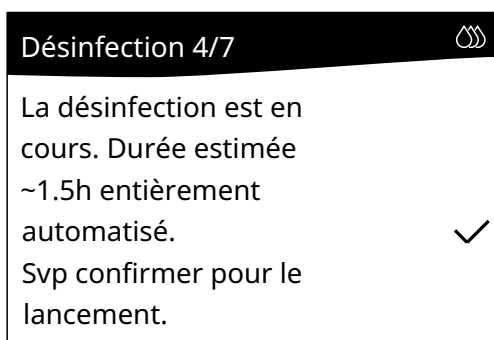 Désinfection 4/7
La désinfection est en
cours. Durée estimée
~1.5h entièrement
automatisé.
Svp confirmer pour le
lancement.